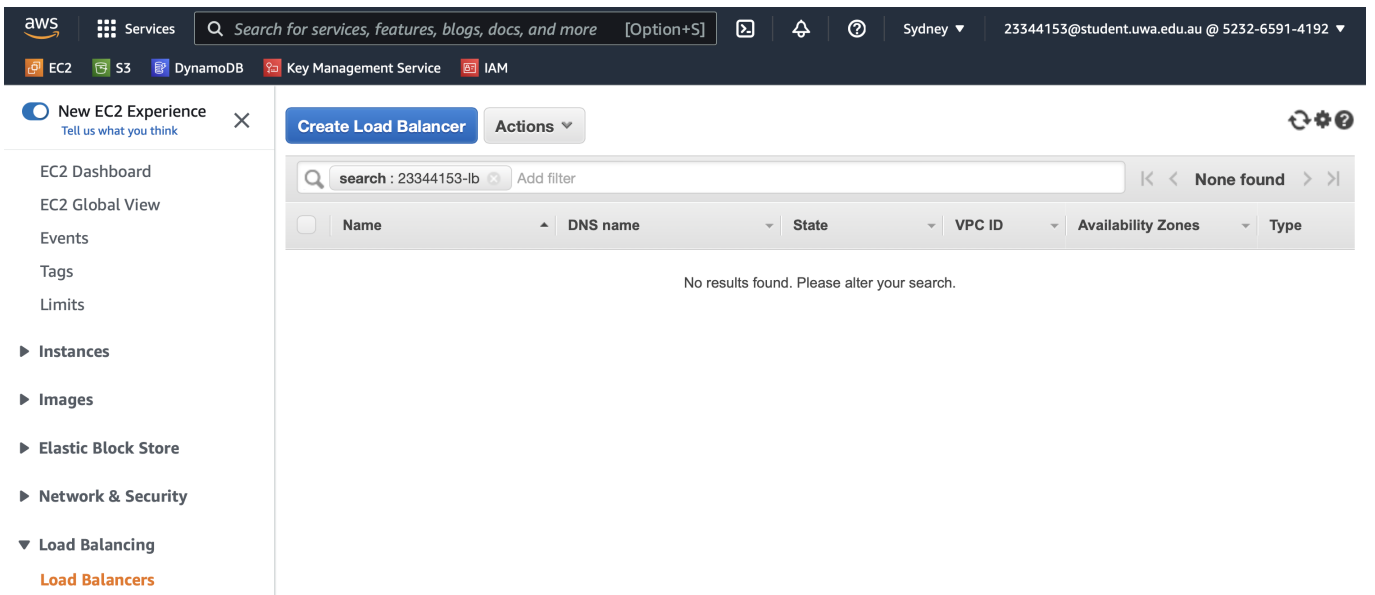 aws
Services
Search for services, features, blogs, docs, and more [Option+S]
Sydney ▼
23344153@student.uwa.edu.au @ 5232-6591-4192 ▼
EC2 S3 DynamoDB Key Management Service IAM
New EC2 Experience
Tell us what you think
EC2 Dashboard
EC2 Global View
Events
Tags
Limits
Instances
Images
Elastic Block Store
Network & Security
Load Balancing
Load Balancers
Create Load Balancer Actions
search : 23344153-lb Add filter
None found
Name DNS name State VPC ID Availability Zones Type
No results found. Please alter your search.